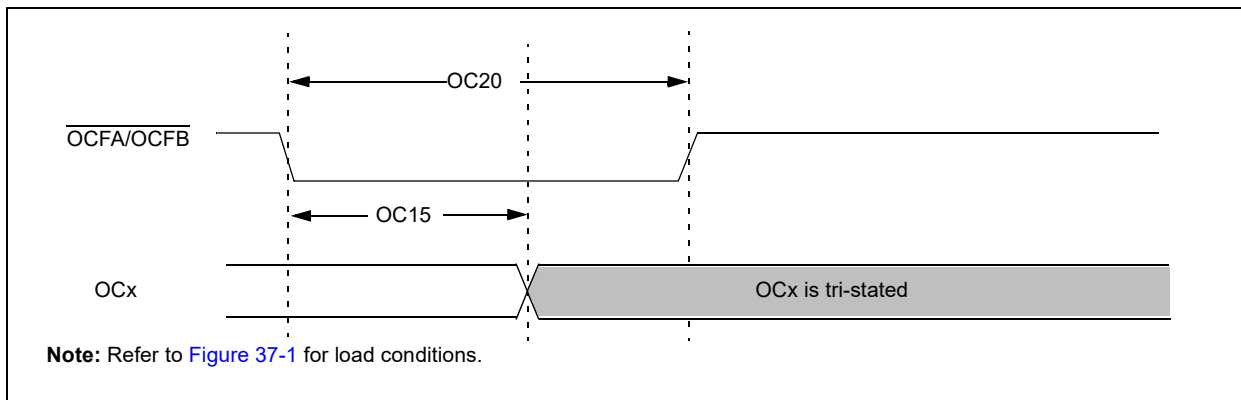 OC20
OCFA/OCFB
OC15
OCx
OCx is tri-stated
Note: Refer to Figure 37-1 for load conditions.